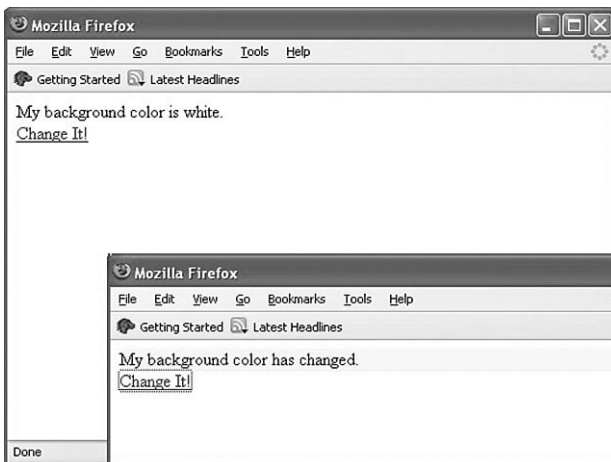 Mozilla Firefox
File Edit View Go Bookmarks Tools Help
Getting Started Latest Headlines
My background color is white.
Change It!
Mozilla Firefox
File Edit View Go Bookmarks Tools Help
Getting Started Latest Headlines
My background color has changed.
Change It!
Done